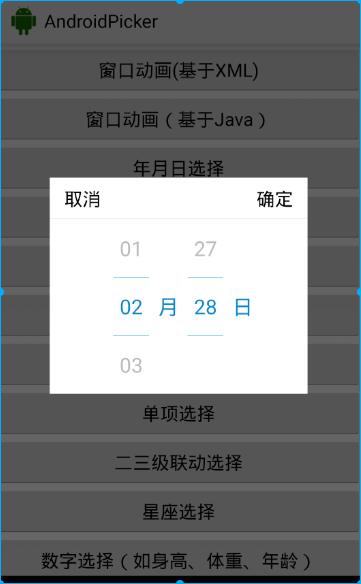 AndroidPicker
窗口动画(基于XML)
窗口动画（基于Java）
年月日选择
取消 确定
01 27
02 月 28 日
03
单项选择
二三级联动选择
星座选择
数字选择（如身高、体重、年龄）